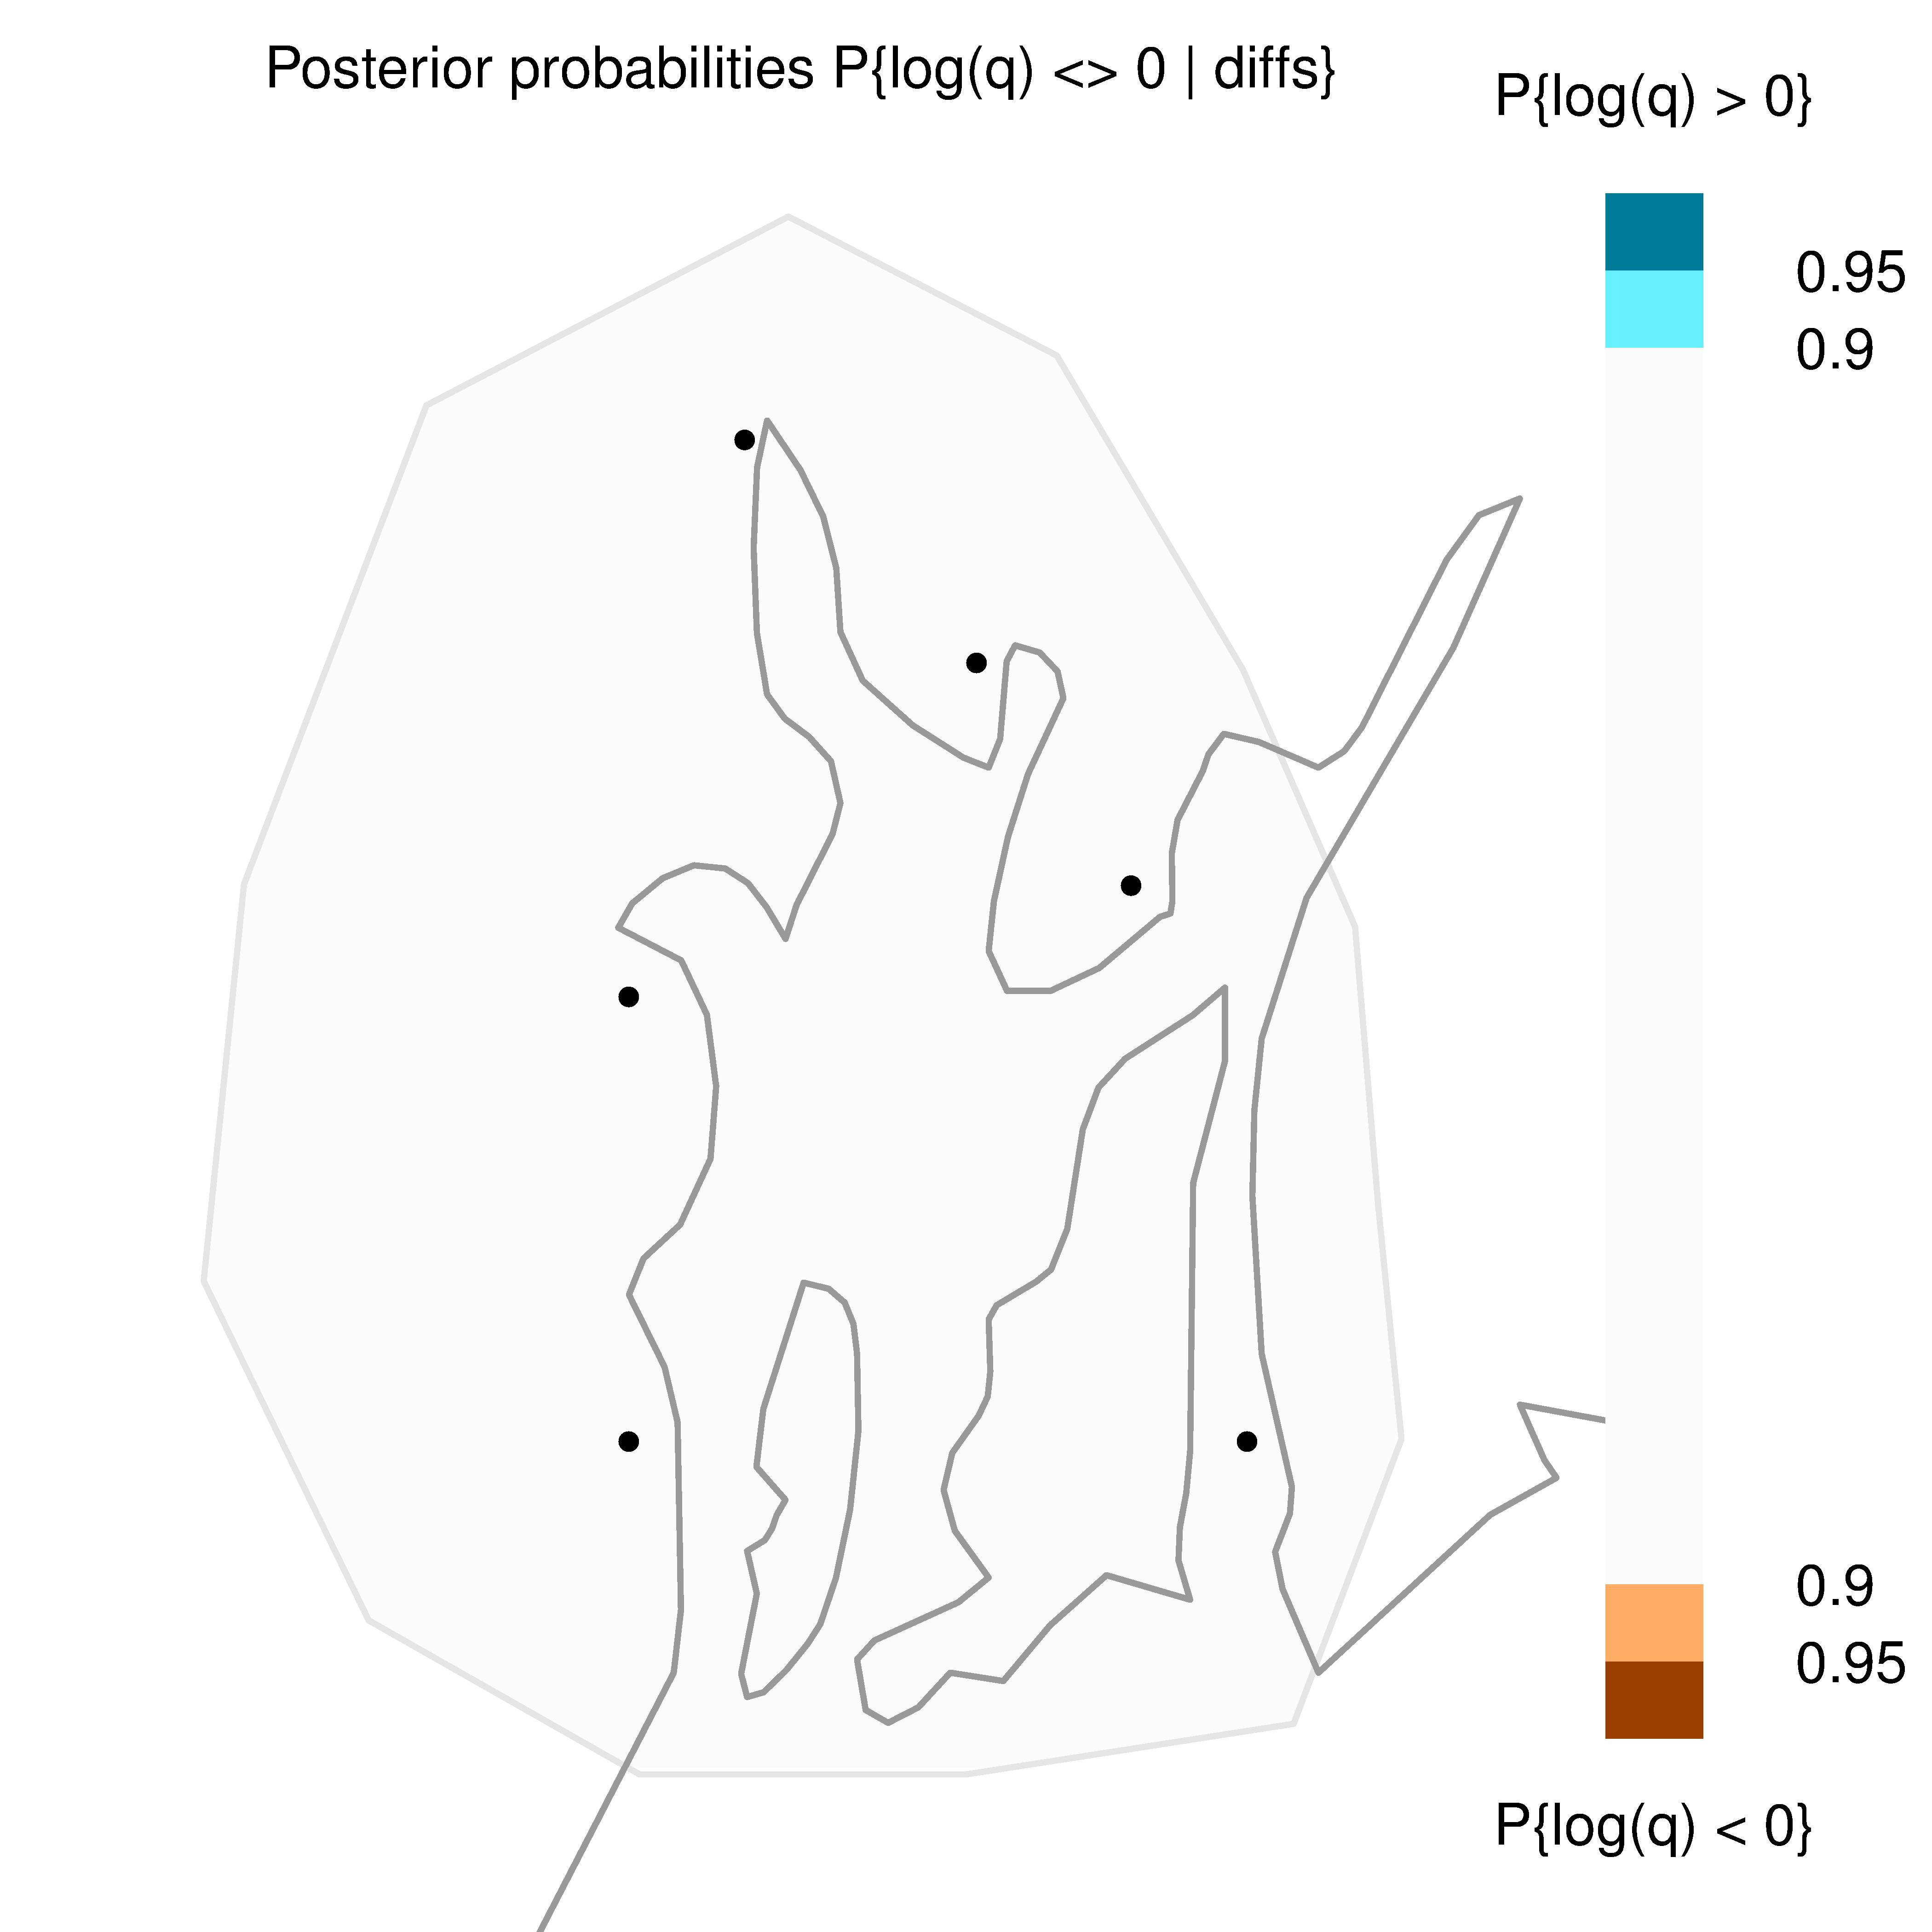 Posterior probabilities P{log(q) <> 0 | diffs}
P{log(q) > 0}
0.95
0.9
0.9
0.95
P{log(q) < 0}